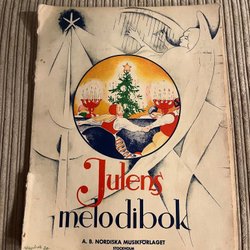 Julens
melodibok
A. B. NORDISKA MUSIKFÖRLAGET
STOCKHOLM